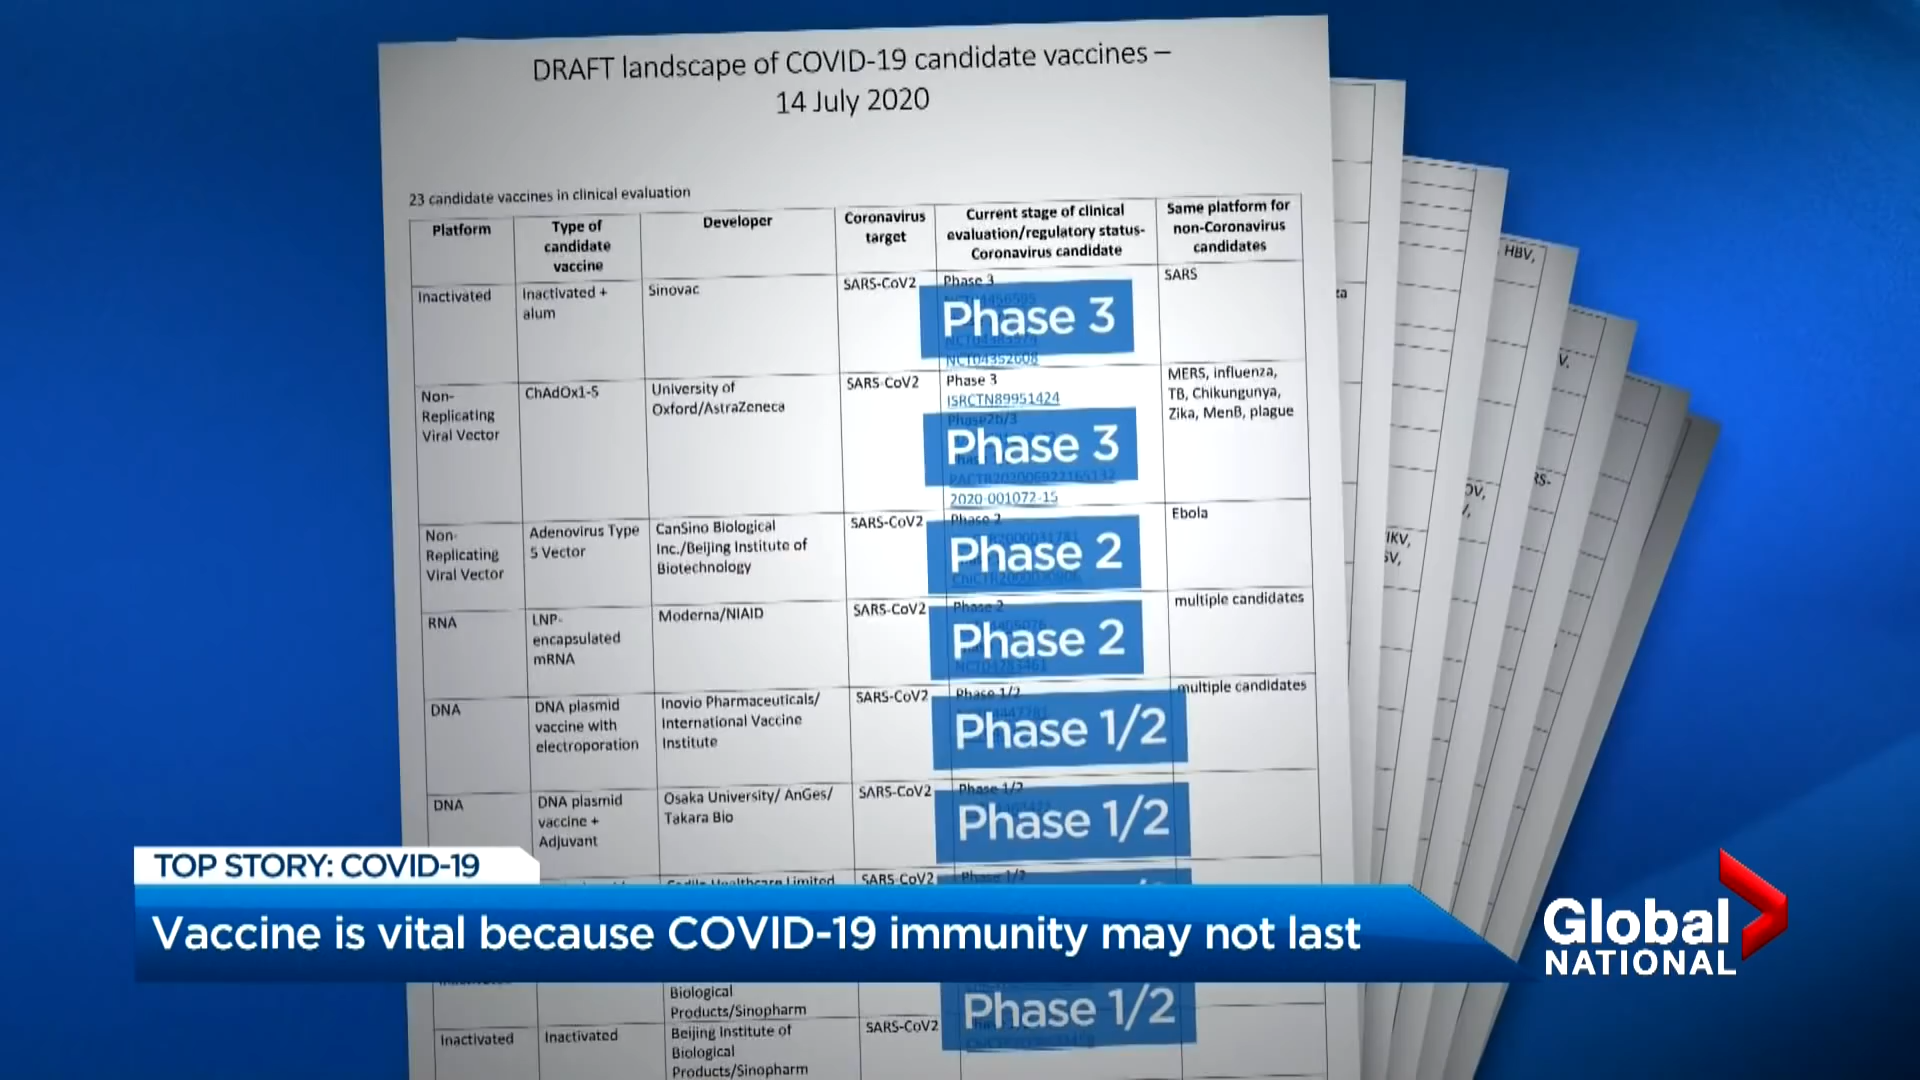 DRAFT landscape of COVID-19 candidate vaccines –
14 July 2020
23 candidate vaccines in clinical evaluation
Platform
Type of
candidate
vaccine
Developer
Coronavirus
target
Current stage of clinical
evaluation/regulatory status-
Coronavirus candidate
Same platform for
non-Coronavirus
candidates
Inactivated
Inactivated +
alum
Sinovac
SARS-CoV2
Phase 3
Phase 3
NCT04352608
SARS
Non-
Replicating
Viral Vector
ChAdOx1-S
University of
Oxford/AstraZeneca
SARS-CoV2
Phase 3
ISRCTN89951424
Phase2b/3
Phase 3
2020-001072-15
MERS, influenza,
TB, Chikungunya,
Zika, MenB, plague
Non-
Replicating
Viral Vector
Adenovirus Type
5 Vector
CanSino Biological
Inc./Beijing Institute of
Biotechnology
SARS-CoV2
Phase 2
Phase 2
Ebola
RNA
LNP-
encapsulated
mRNA
Moderna/NIAID
SARS-CoV2
Phase 2
Phase 2
multiple candidates
DNA
DNA plasmid
vaccine with
electroporation
Inovio Pharmaceuticals/
International Vaccine
Institute
SARS-CoV2
Phase 1/2
Phase 1/2
multiple candidates
DNA
DNA plasmid
vaccine +
Adjuvant
Osaka University/ AnGes/
Takara Bio
SARS-CoV2
Phase 1/2
Phase 1/2
Healthcare Limited
SARS-CoV2
Phase 1/2
TOP STORY: COVID-19
Vaccine is vital because COVID-19 immunity may not last
Global
NATIONAL
Biological
Products/Sinopharm
Phase 1/2
Inactivated
Inactivated
Beijing Institute of
Biological
Products/Sinopharm
SARS-CoV2
HBV,